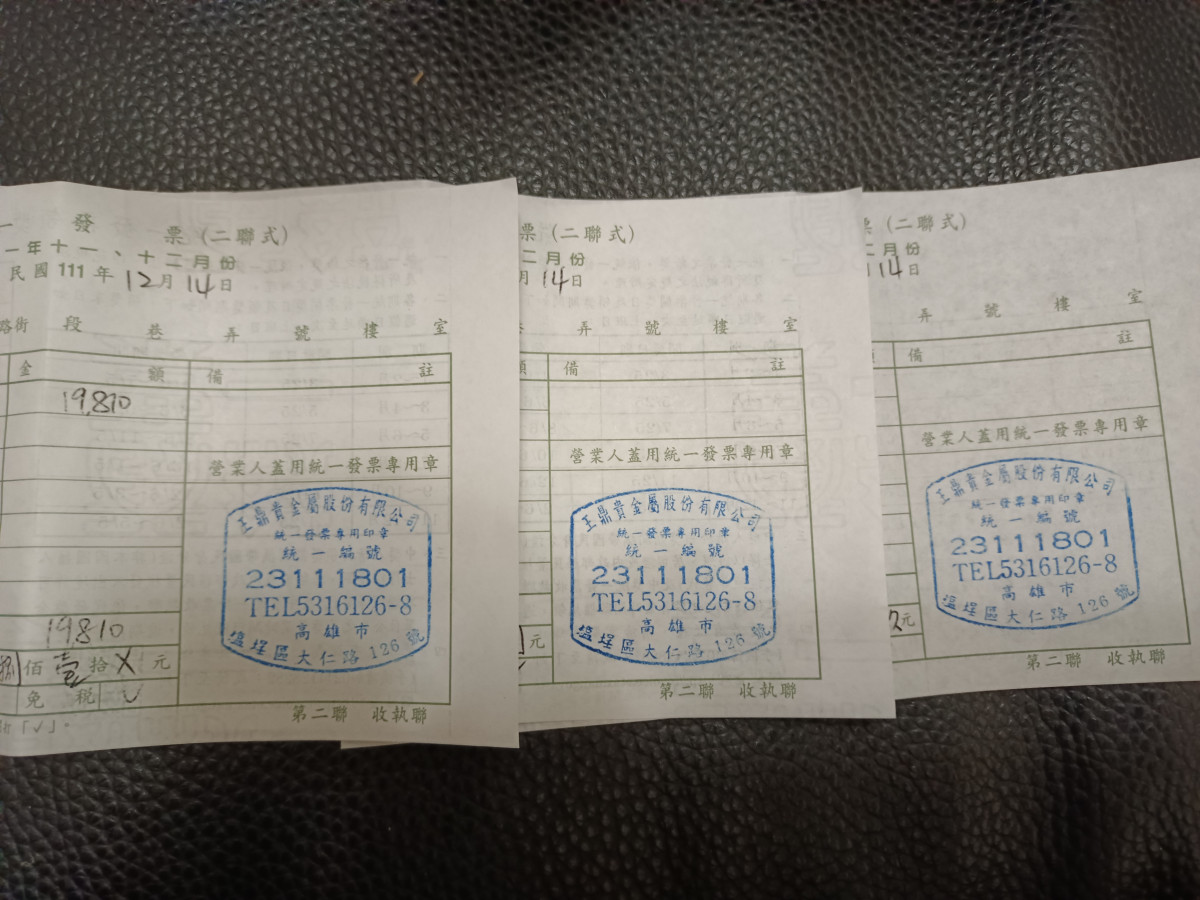 發 票(二聯式)
一年十一、十二月份
民國 111 年 12 月 14 日
路街 段 巷 弄 號 樓 室
金 額 備 註
19,810
營業人蓋用統一發票專用章
王鼎貴金屬股份有限公司
統一發票專用印章
統一編號
23111801
TEL5316126-8
高雄市
鹽埕區大仁路126號
19810
捌 佰 壹 拾 X 元
免 稅 ✓
「✓」。
第二聯 收執聯
票(二聯式)
二月份
月 14 日
弄 號 樓 室
額 備 註
營業人蓋用統一發票專用章
王鼎貴金屬股份有限公司
統一發票專用印章
統一編號
23111801
TEL5316126-8
高雄市
鹽埕區大仁路126號
元
第二聯 收執聯
票(二聯式)
二月份
14 日
弄 號 樓 室
備 註
營業人蓋用統一發票專用章
王鼎貴金屬股份有限公司
統一發票專用印章
統一編號
23111801
TEL5316126-8
高雄市
鹽埕區大仁路126號
元
第二聯 收執聯